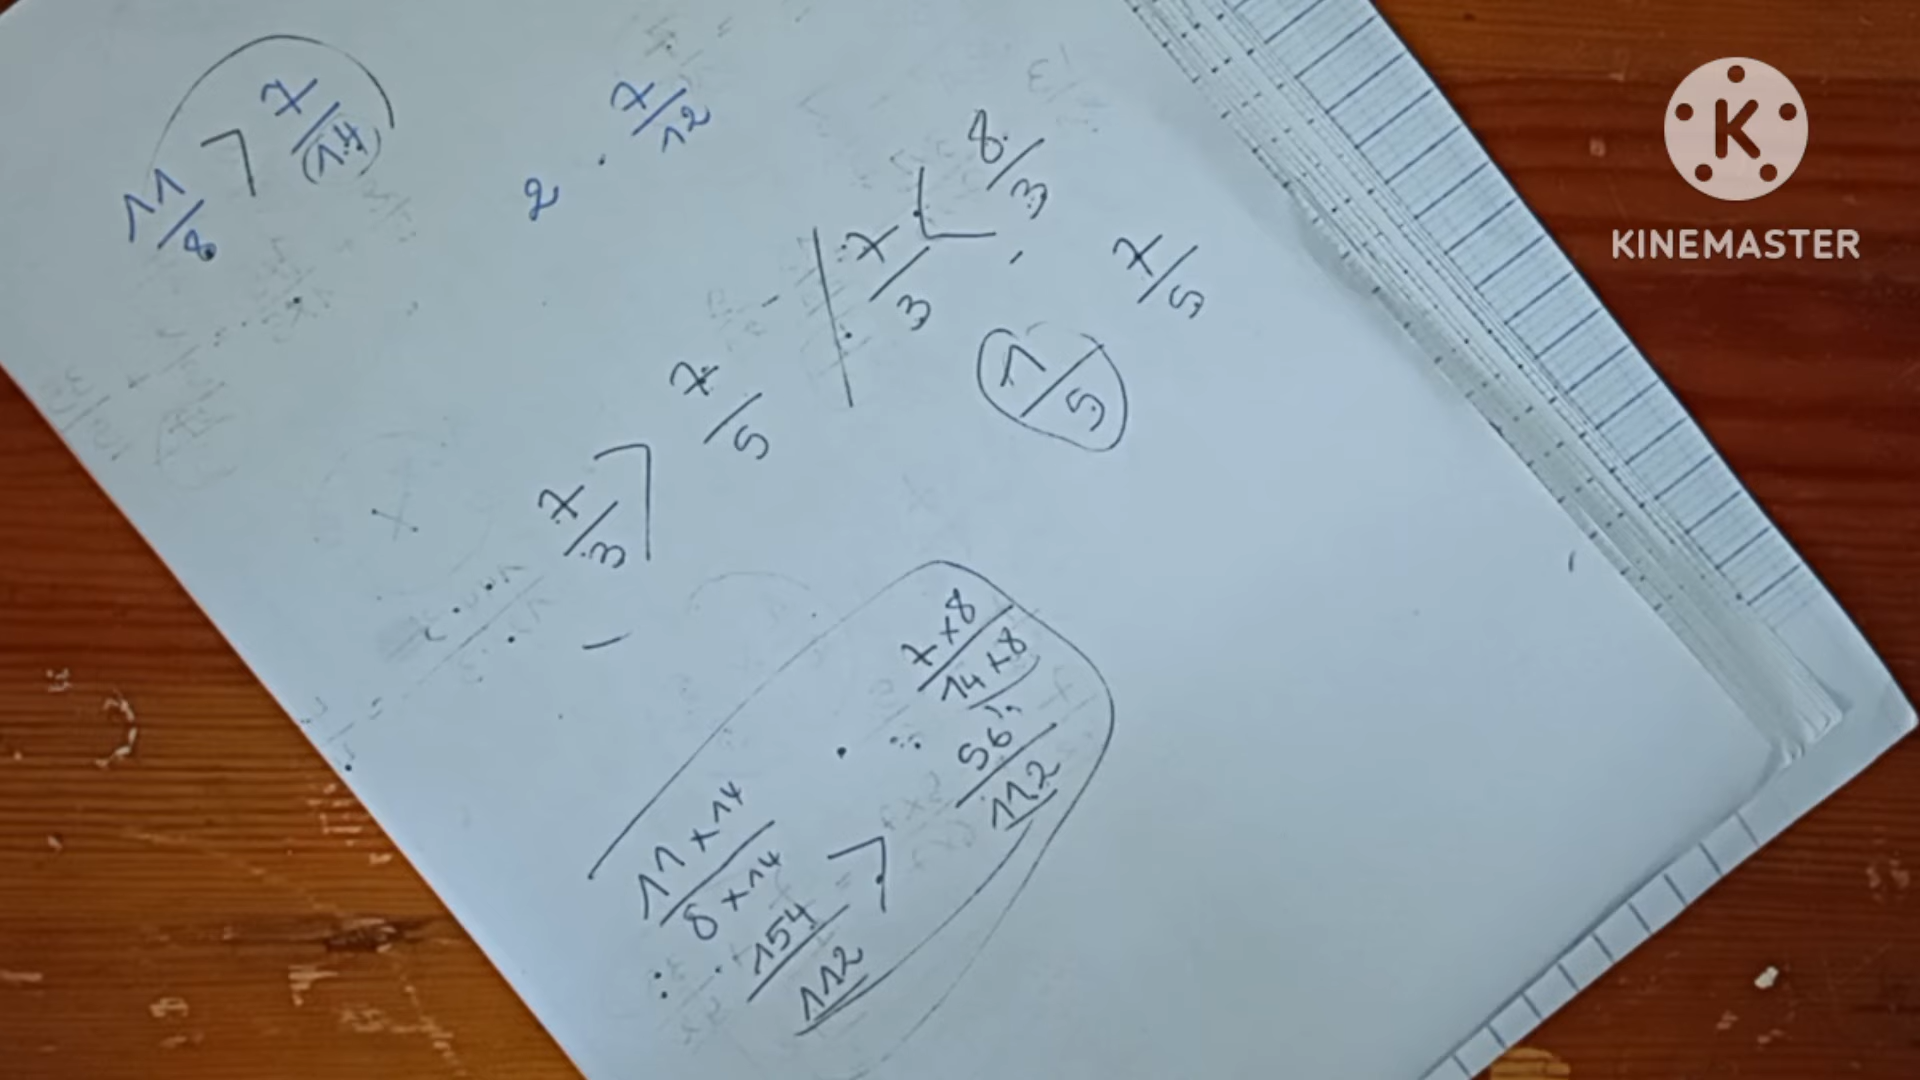 11/8 > 7/14
2 . 7/12
7/3 < 8/3
7/3 > 7/5
7/5
1/5
11 x 14 / 8 x 14 . 7 x 8 / 14 x 8
154/112 > 56/112
K
KINEMASTER